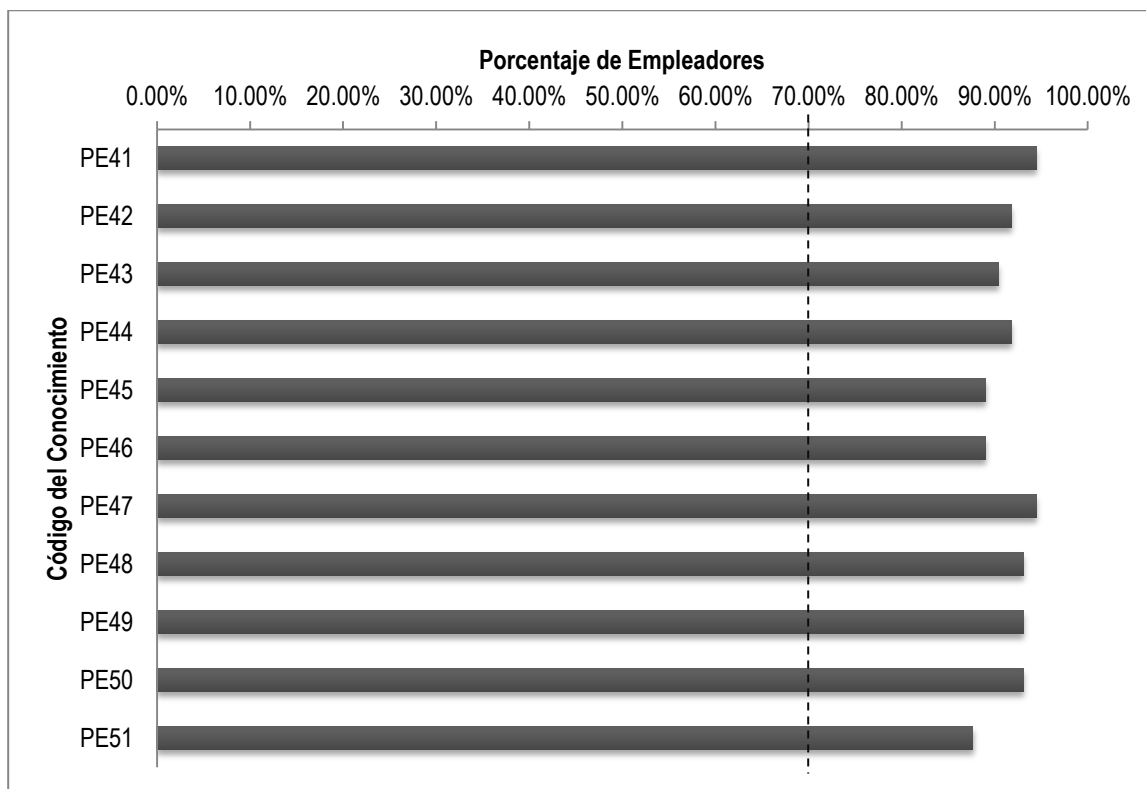 Porcentaje de Empleadores
0.00% 10.00% 20.00% 30.00% 40.00% 50.00% 60.00% 70.00% 80.00% 90.00% 100.00%
Código del Conocimiento
PE41
PE42
PE43
PE44
PE45
PE46
PE47
PE48
PE49
PE50
PE51